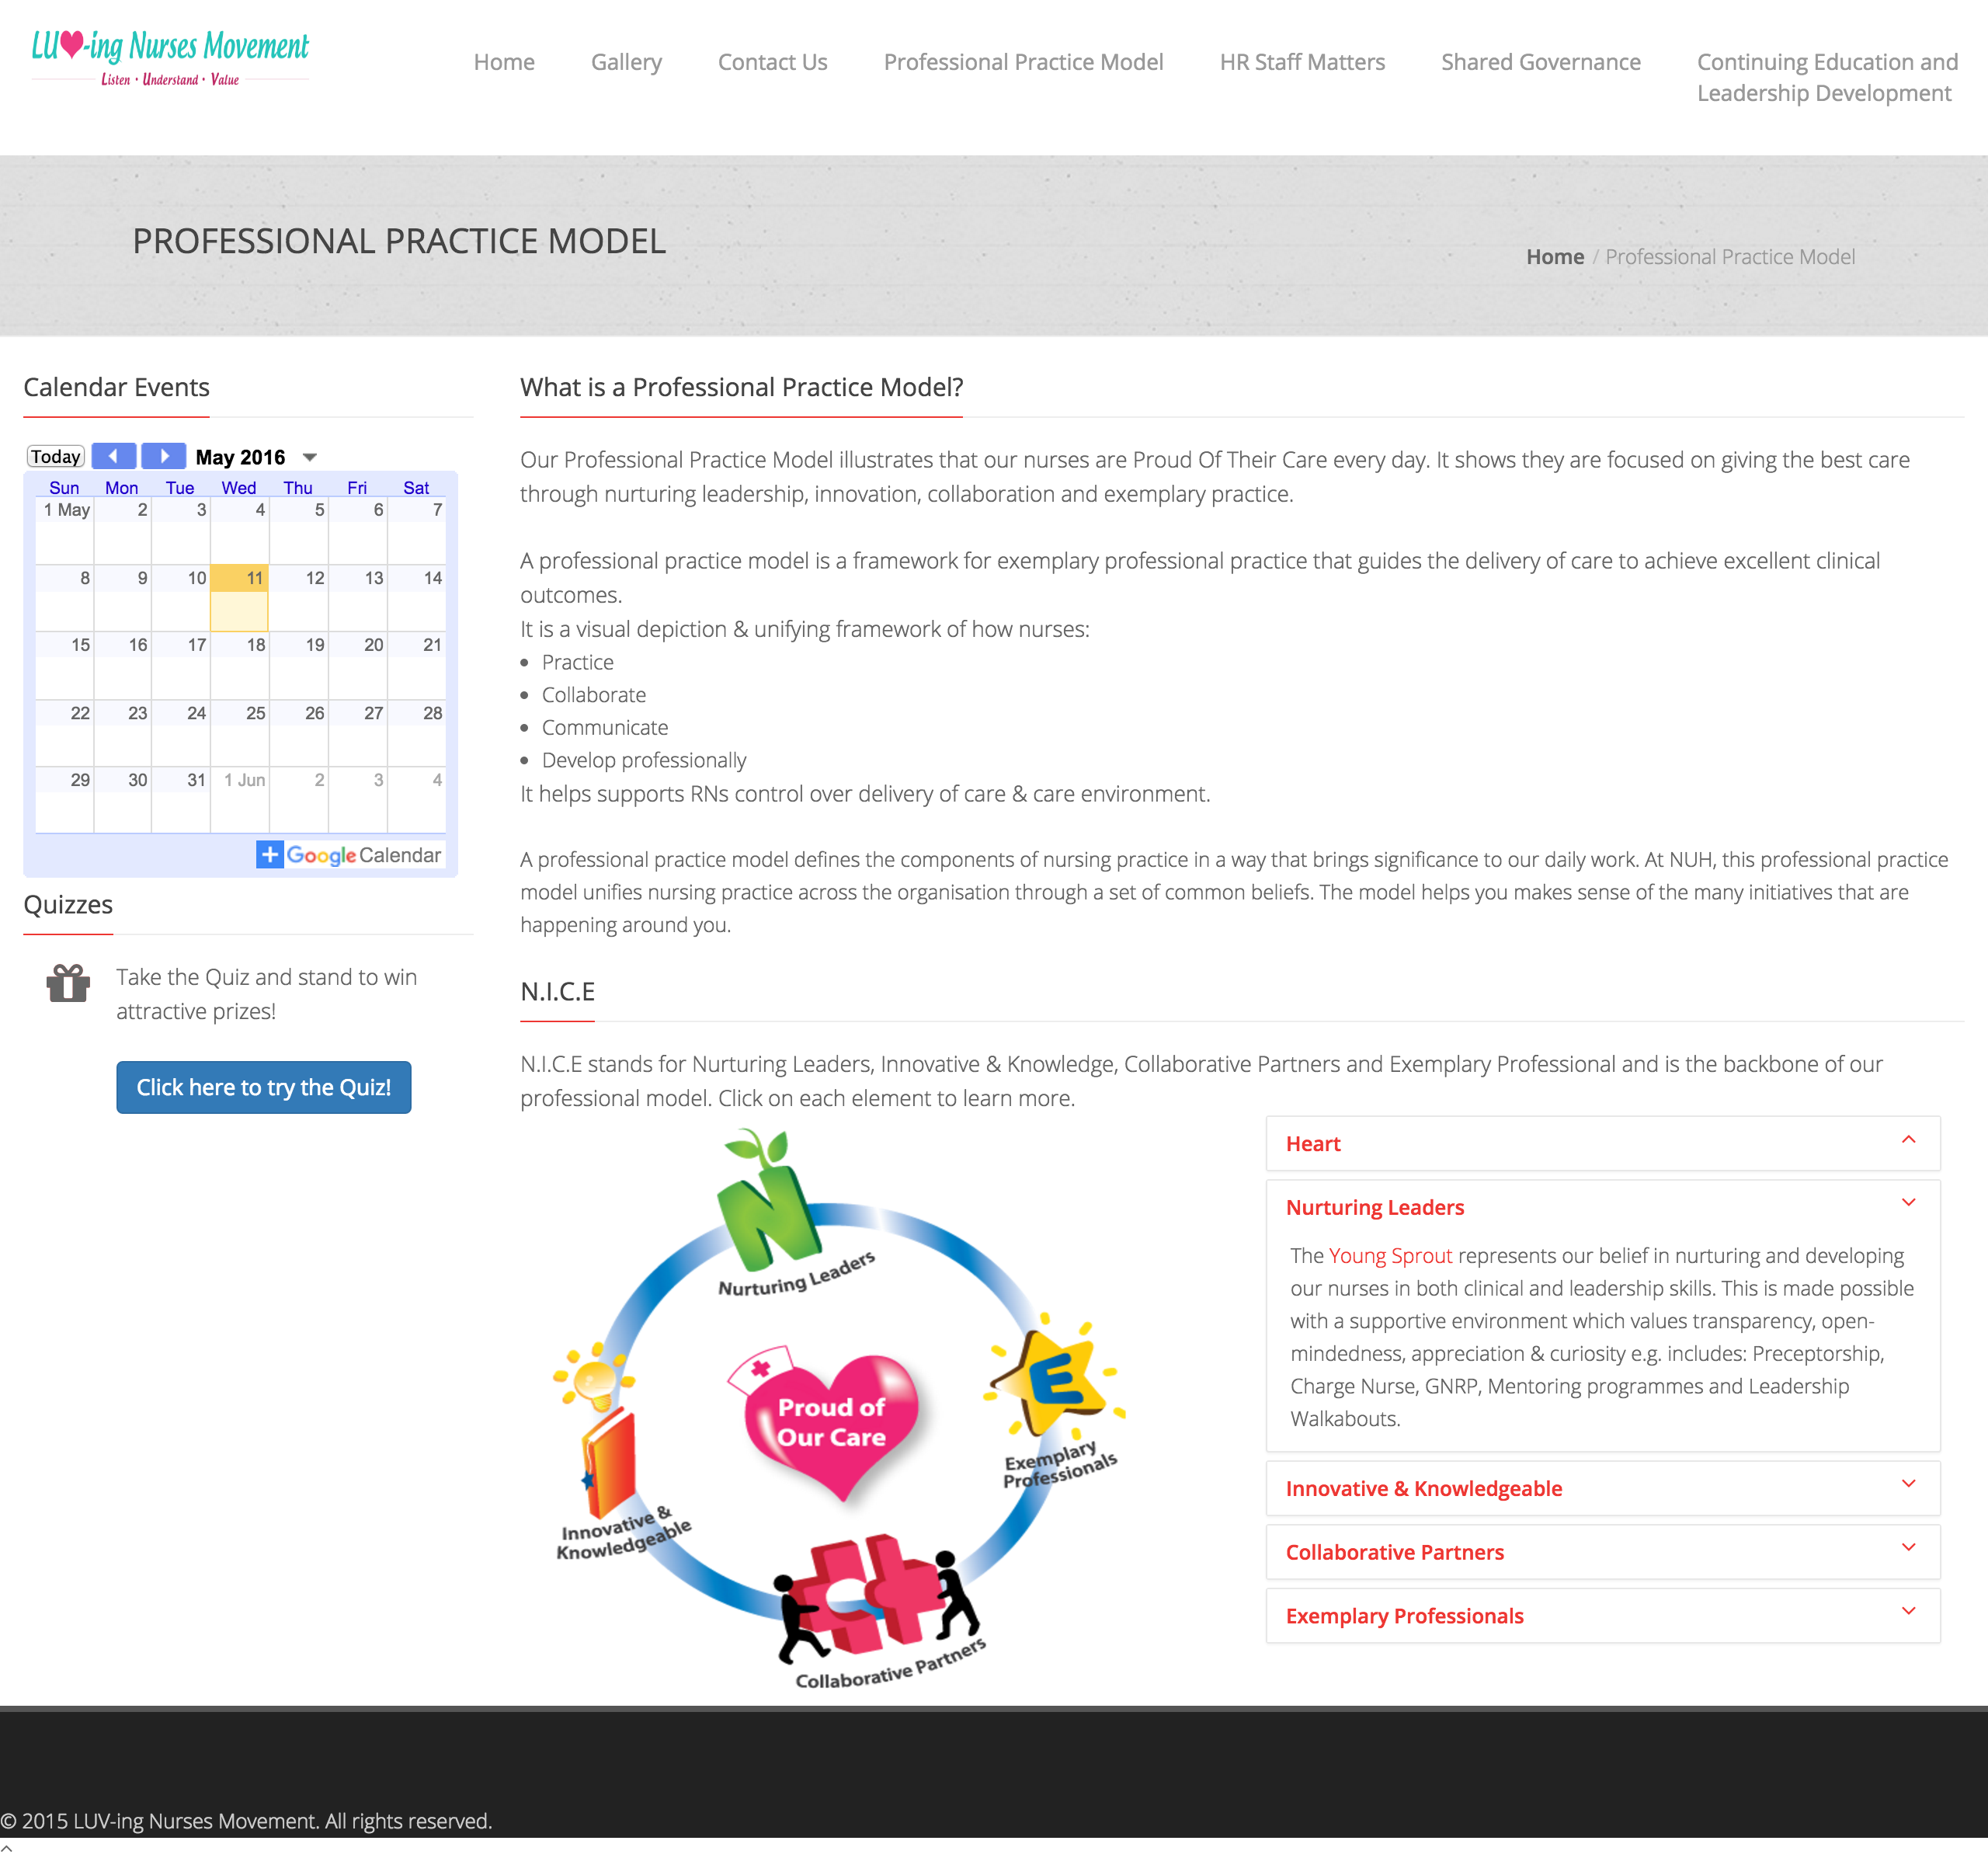 LU♥-ing Nurses Movement
Listen • Understand • Value
Home
Gallery
Contact Us
Professional Practice Model
HR Staff Matters
Shared Governance
Continuing Education and
Leadership Development
PROFESSIONAL PRACTICE MODEL
Home / Professional Practice Model
Calendar Events
Today
May 2016
Sun Mon Tue Wed Thu Fri Sat
1 May 2 3 4 5 6 7
8 9 10 11 12 13 14
15 16 17 18 19 20 21
22 23 24 25 26 27 28
29 30 31 1 Jun 2 3 4
Google Calendar
Quizzes
Take the Quiz and stand to win
attractive prizes!
Click here to try the Quiz!
What is a Professional Practice Model?
Our Professional Practice Model illustrates that our nurses are Proud Of Their Care every day. It shows they are focused on giving the best care
through nurturing leadership, innovation, collaboration and exemplary practice.
A professional practice model is a framework for exemplary professional practice that guides the delivery of care to achieve excellent clinical
outcomes.
It is a visual depiction & unifying framework of how nurses:
• Practice
• Collaborate
• Communicate
• Develop professionally
It helps supports RNs control over delivery of care & care environment.
A professional practice model defines the components of nursing practice in a way that brings significance to our daily work. At NUH, this professional practice
model unifies nursing practice across the organisation through a set of common beliefs. The model helps you makes sense of the many initiatives that are
happening around you.
N.I.C.E
N.I.C.E stands for Nurturing Leaders, Innovative & Knowledge, Collaborative Partners and Exemplary Professional and is the backbone of our
professional model. Click on each element to learn more.
N
Nurturing Leaders
E
Exemplary
Professionals
Proud of
Our Care
Innovative &
Knowledgeable
C
Collaborative Partners
Heart
Nurturing Leaders
The Young Sprout represents our belief in nurturing and developing
our nurses in both clinical and leadership skills. This is made possible
with a supportive environment which values transparency, open-
mindedness, appreciation & curiosity e.g. includes: Preceptorship,
Charge Nurse, GNRP, Mentoring programmes and Leadership
Walkabouts.
Innovative & Knowledgeable
Collaborative Partners
Exemplary Professionals
© 2015 LUV-ing Nurses Movement. All rights reserved.